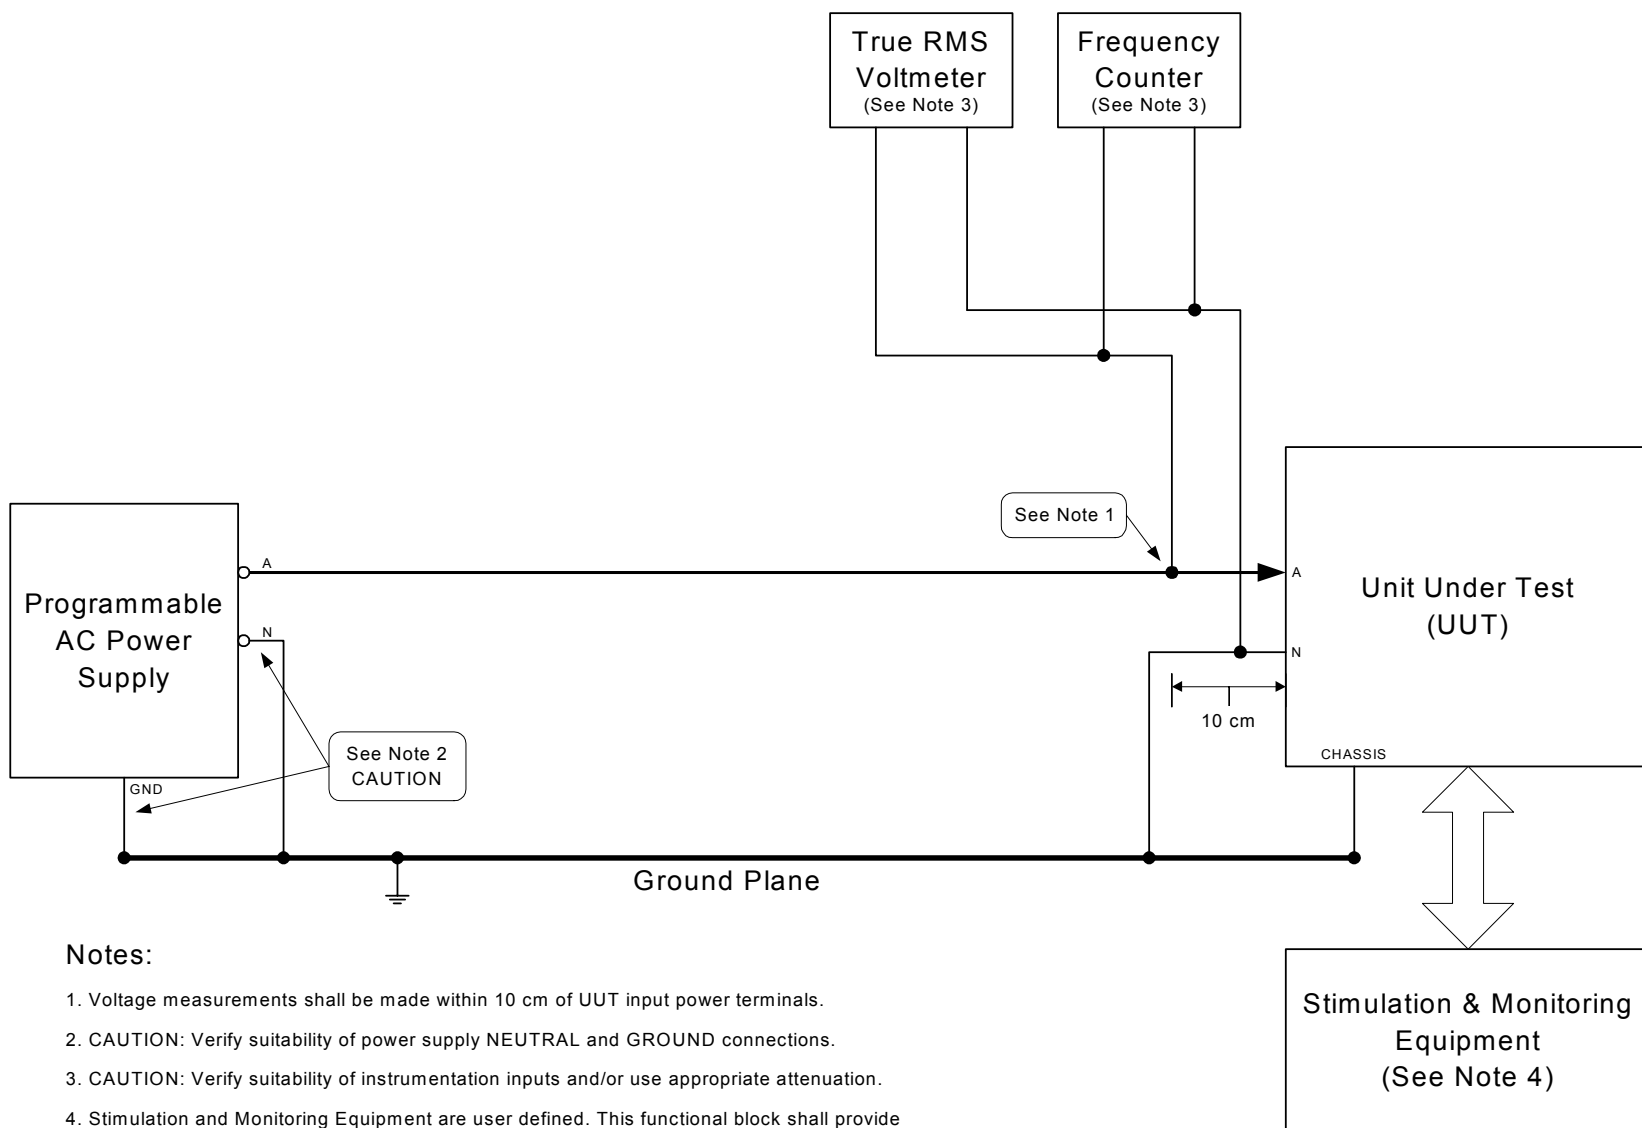 True RMS
Voltmeter
(See Note 3)
Frequency
Counter
(See Note 3)
See Note 1
A
A
Programmable
AC Power
Supply
N
Unit Under Test
(UUT)
N
10 cm
See Note 2
CAUTION
CHASSIS
GND
Ground Plane
Notes:
1. Voltage measurements shall be made within 10 cm of UUT input power terminals.
2. CAUTION: Verify suitability of power supply NEUTRAL and GROUND connections.
3. CAUTION: Verify suitability of instrumentation inputs and/or use appropriate attenuation.
4. Stimulation and Monitoring Equipment are user defined. This functional block shall provide
Stimulation & Monitoring
Equipment
(See Note 4)